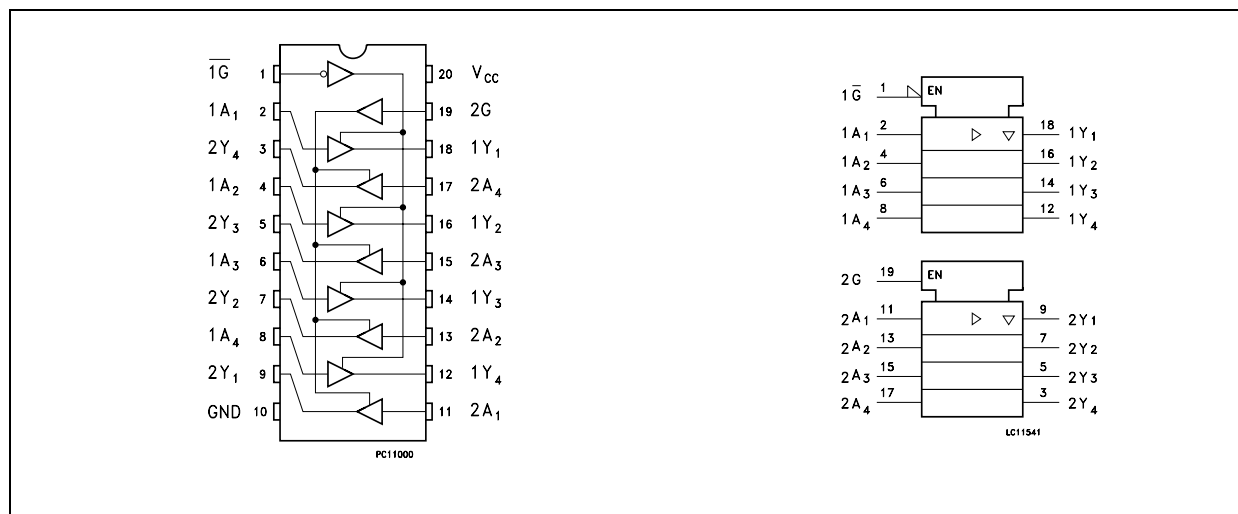 1G̅ 1 20 VCC
1A1 2 19 2G
2Y4 3 18 1Y1
1A2 4 17 2A4
2Y3 5 16 1Y2
1A3 6 15 2A3
2Y2 7 14 1Y3
1A4 8 13 2A2
2Y1 9 12 1Y4
GND 10 11 2A1
PC11000
1G̅ 1 EN
1A1 2 18 1Y1
1A2 4 16 1Y2
1A3 6 14 1Y3
1A4 8 12 1Y4
2G 19 EN
2A1 11 9 2Y1
2A2 13 7 2Y2
2A3 15 5 2Y3
2A4 17 3 2Y4
LC11541